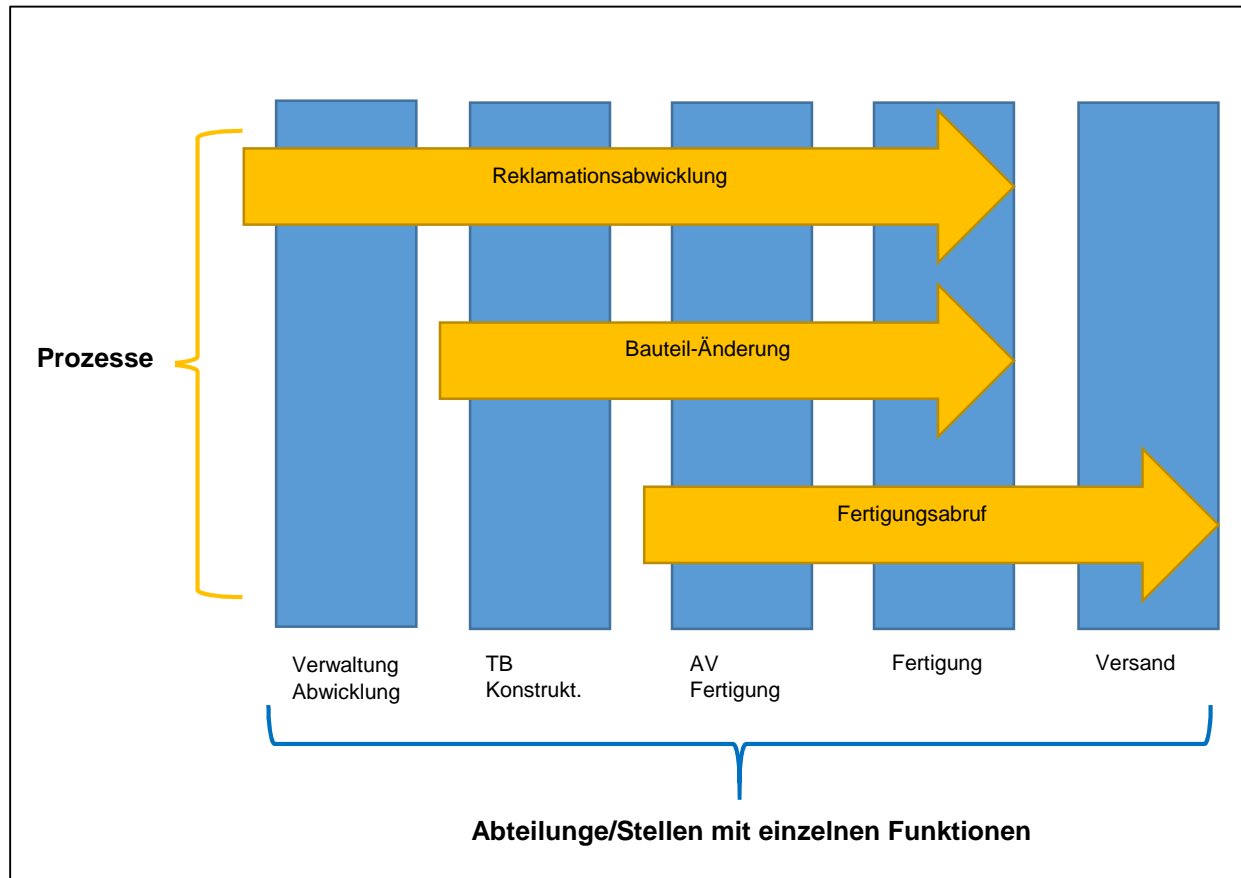 Reklamationsabwicklung
Bauteil-Änderung
Prozesse
Fertigungsabruf
Verwaltung
Abwicklung
TB
Konstrukt.
AV
Fertigung
Fertigung
Versand
Abteilunge/Stellen mit einzelnen Funktionen